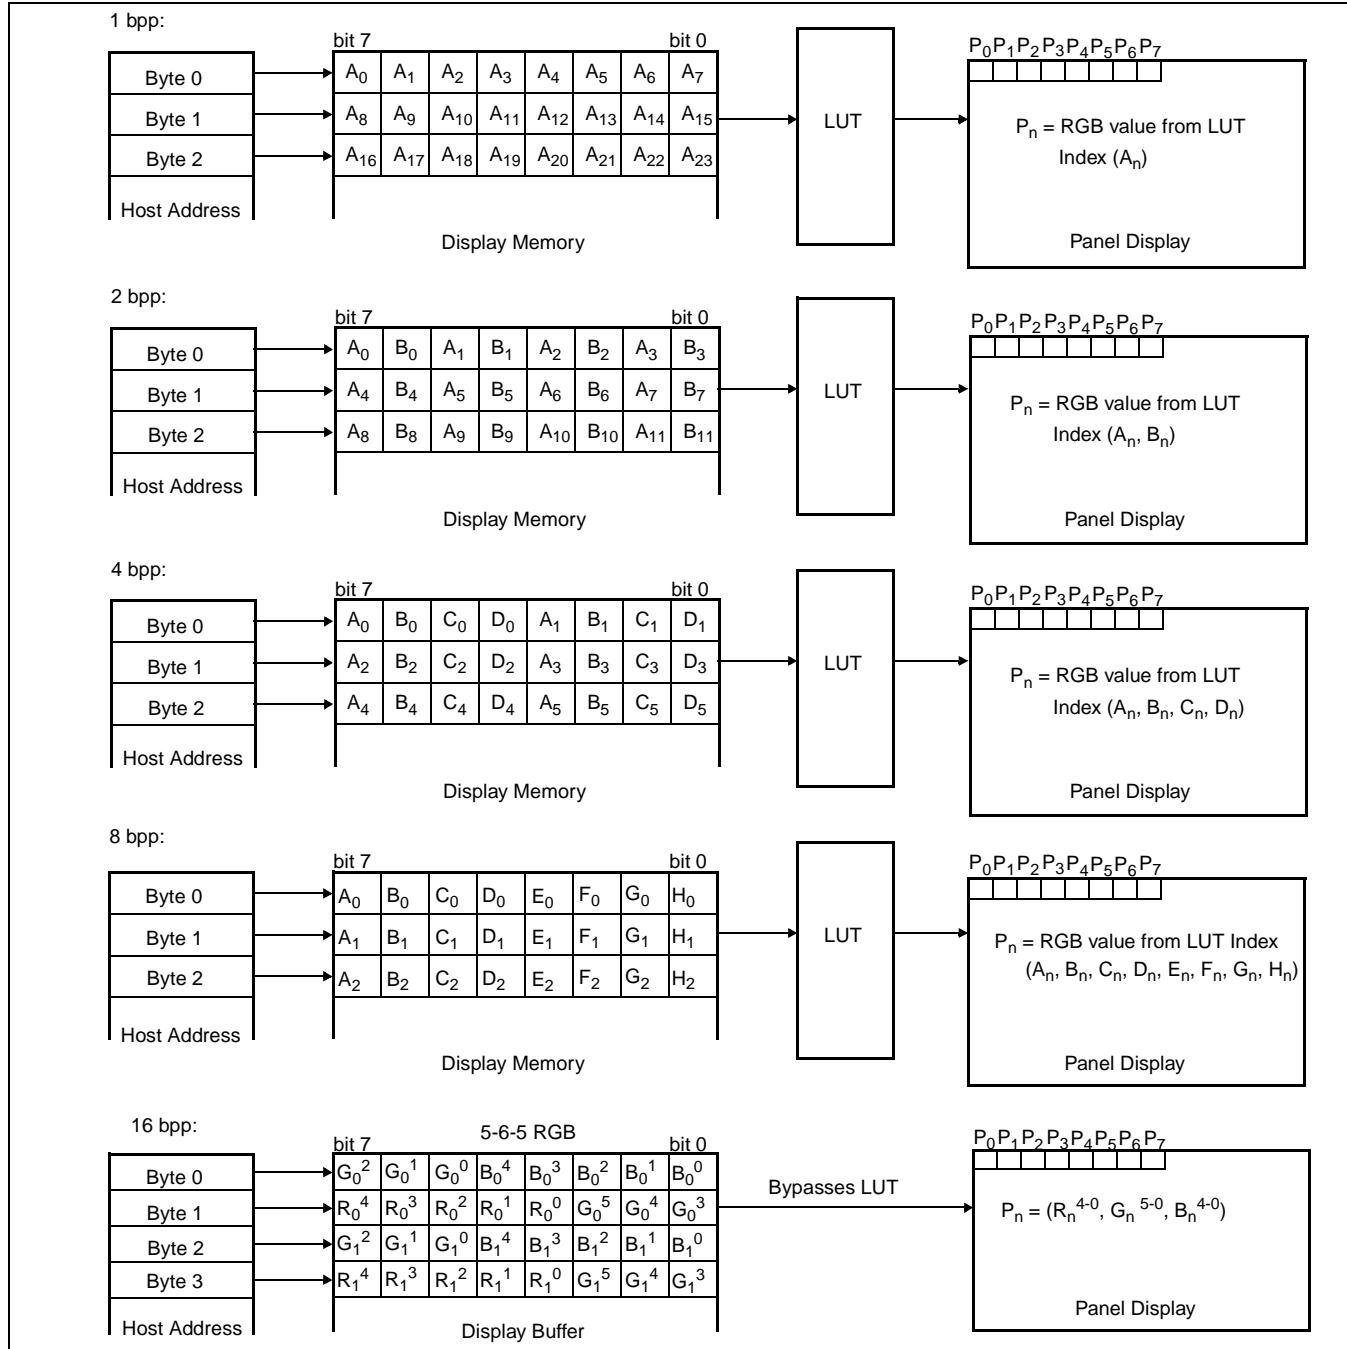 1 bpp:
bit 7 bit 0
P0P1P2P3P4P5P6P7
Byte 0 A0 A1 A2 A3 A4 A5 A6 A7
Byte 1 A8 A9 A10 A11 A12 A13 A14 A15 LUT Pn = RGB value from LUT
Byte 2 A16 A17 A18 A19 A20 A21 A22 A23 Index (An)
Host Address
Display Memory Panel Display
2 bpp:
bit 7 bit 0
P0P1P2P3P4P5P6P7
Byte 0 A0 B0 A1 B1 A2 B2 A3 B3
Byte 1 A4 B4 A5 B5 A6 B6 A7 B7 LUT Pn = RGB value from LUT
Byte 2 A8 B8 A9 B9 A10 B10 A11 B11 Index (An, Bn)
Host Address
Display Memory Panel Display
4 bpp:
bit 7 bit 0
P0P1P2P3P4P5P6P7
Byte 0 A0 B0 C0 D0 A1 B1 C1 D1
Byte 1 A2 B2 C2 D2 A3 B3 C3 D3 LUT Pn = RGB value from LUT
Byte 2 A4 B4 C4 D4 A5 B5 C5 D5 Index (An, Bn, Cn, Dn)
Host Address
Display Memory Panel Display
8 bpp:
bit 7 bit 0
P0P1P2P3P4P5P6P7
Byte 0 A0 B0 C0 D0 E0 F0 G0 H0
Byte 1 A1 B1 C1 D1 E1 F1 G1 H1 LUT Pn = RGB value from LUT Index
Byte 2 A2 B2 C2 D2 E2 F2 G2 H2 (An, Bn, Cn, Dn, En, Fn, Gn, Hn)
Host Address
Display Memory Panel Display
16 bpp:
bit 7 5-6-5 RGB bit 0
P0P1P2P3P4P5P6P7
Byte 0 G0^2 G0^1 G0^0 B0^4 B0^3 B0^2 B0^1 B0^0 Bypasses LUT
Byte 1 R0^4 R0^3 R0^2 R0^1 R0^0 G0^5 G0^4 G0^3 Pn = (Rn^4-0, Gn^5-0, Bn^4-0)
Byte 2 G1^2 G1^1 G1^0 B1^4 B1^3 B1^2 B1^1 B1^0
Byte 3 R1^4 R1^3 R1^2 R1^1 R1^0 G1^5 G1^4 G1^3
Host Address Display Buffer Panel Display